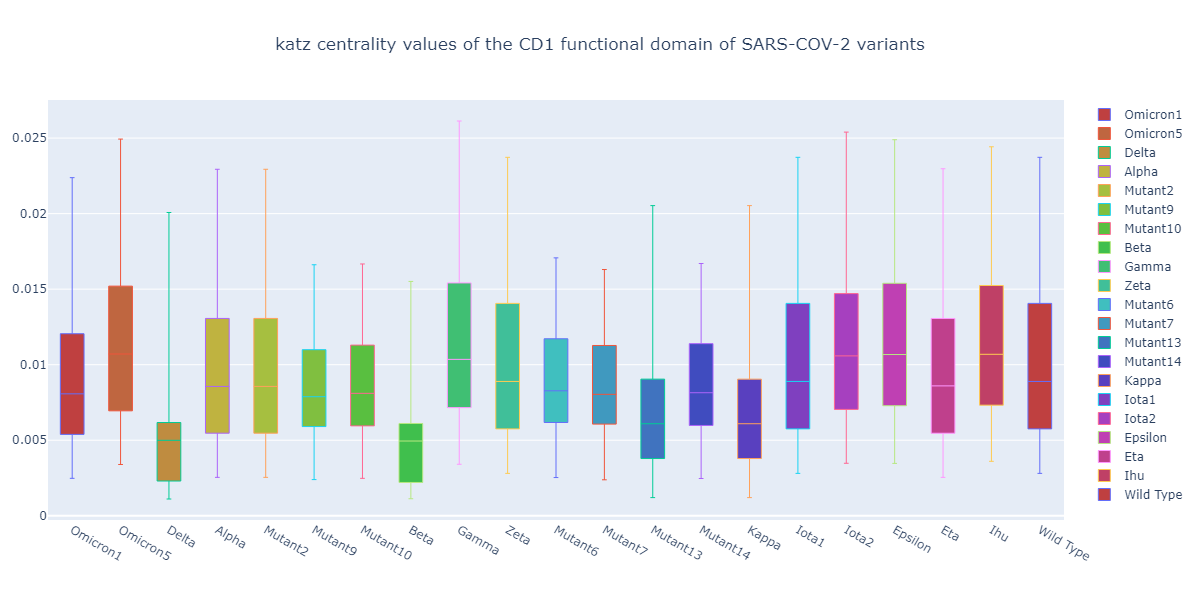 katz centrality values of the CD1 functional domain of SARS-COV-2 variants
0.025
0.02
0.015
0.01
0.005
0
Omicron1
Omicron5
Delta
Alpha
Mutant2
Mutant9
Mutant10
Beta
Gamma
Zeta
Mutant6
Mutant7
Mutant13
Mutant14
Kappa
Iota1
Iota2
Epsilon
Eta
Ihu
Wild Type
Omicron1
Omicron5
Delta
Alpha
Mutant2
Mutant9
Mutant10
Beta
Gamma
Zeta
Mutant6
Mutant7
Mutant13
Mutant14
Kappa
Iota1
Iota2
Epsilon
Eta
Ihu
Wild Type